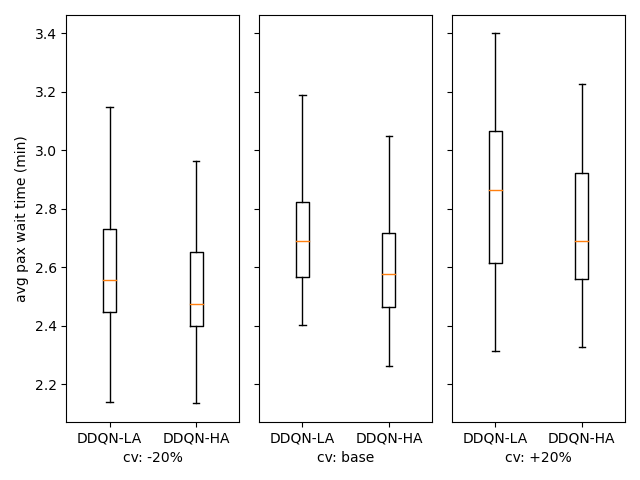 avg pax wait time (min)
3.4
3.2
3.0
2.8
2.6
2.4
2.2
DDQN-LA DDQN-HA DDQN-LA DDQN-HA DDQN-LA DDQN-HA
cv: -20% cv: base cv: +20%